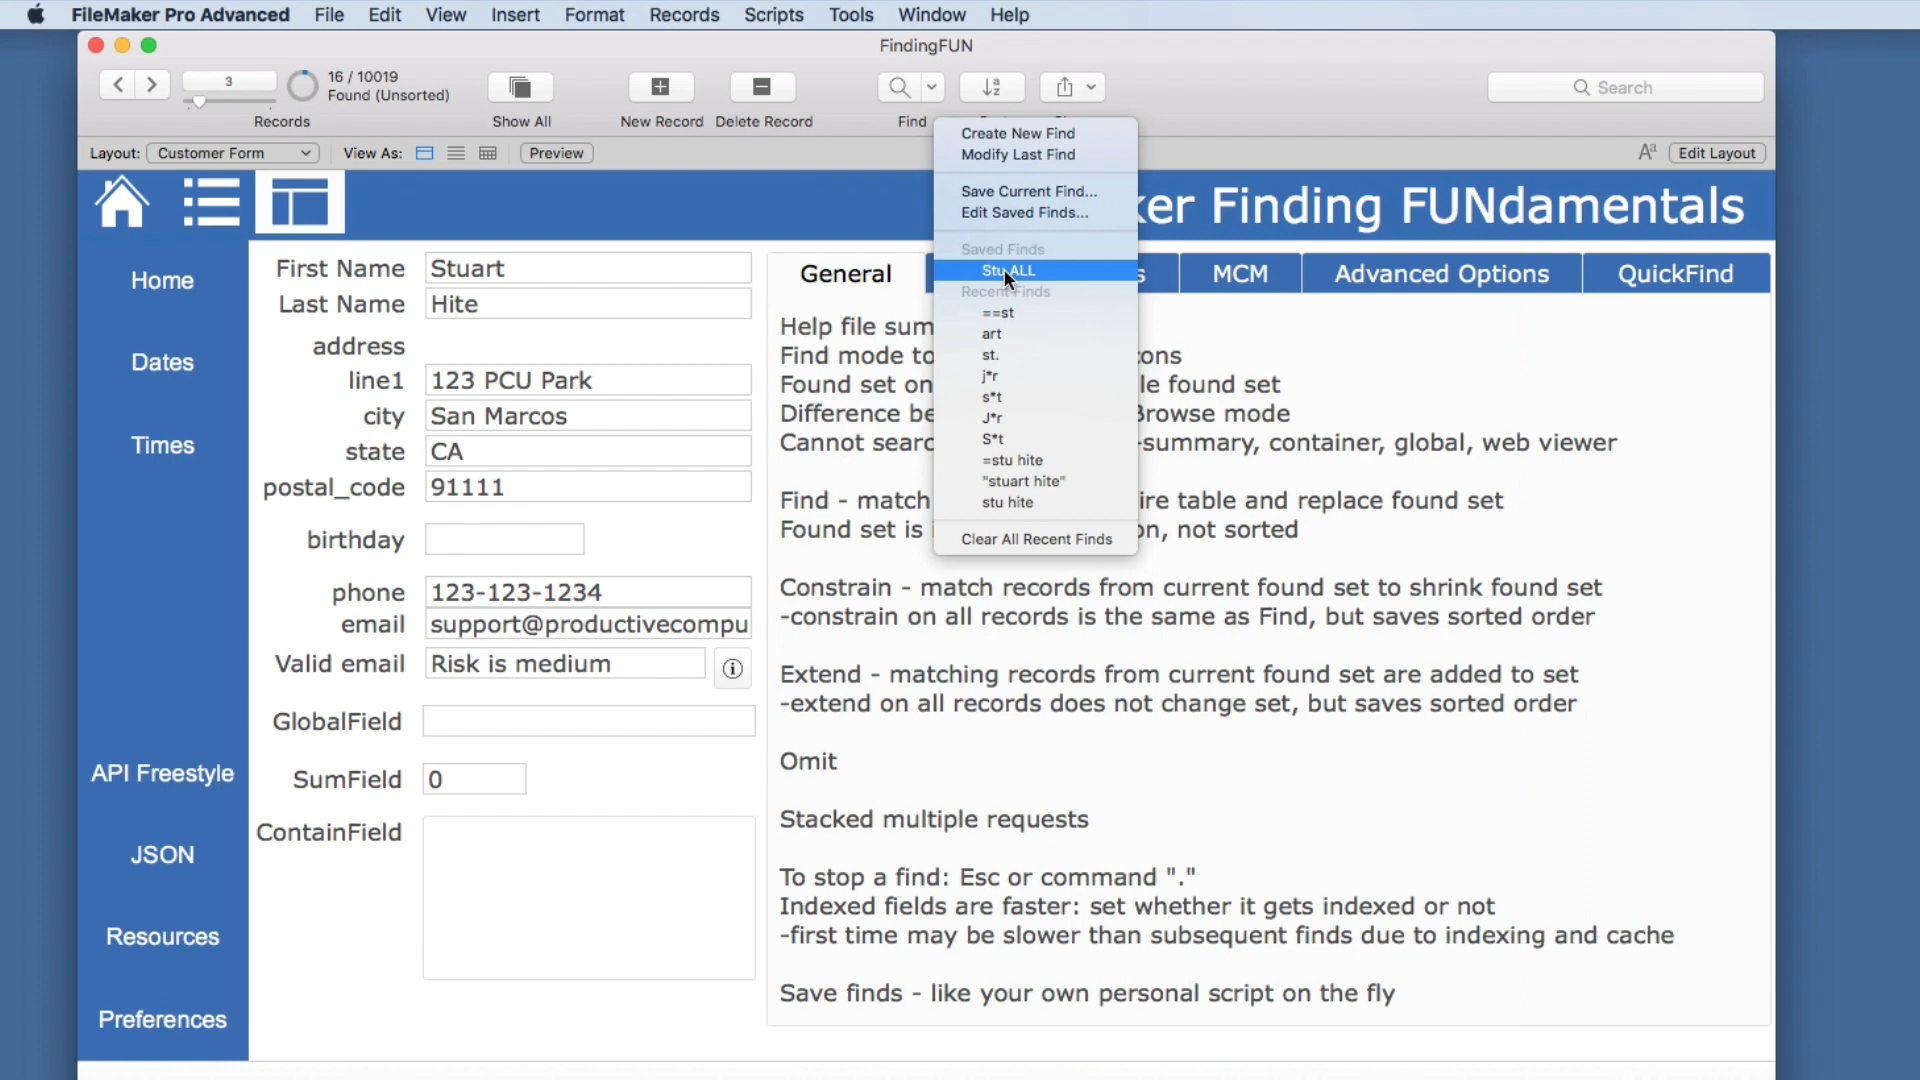 FileMaker Pro Advanced File Edit View Insert Format Records Scripts Tools Window Help
FindingFUN
3
16 / 10019
Found (Unsorted)
Records
Show All
New Record
Delete Record
Find
Search
Layout: Customer Form
View As:
Preview
Aa
Edit Layout
Create New Find
Modify Last Find
Save Current Find...
Edit Saved Finds...
Saved Finds
Stu ALL
Recent Finds
==st
art
st.
j*r
s*t
J*r
S*t
=stu hite
"stuart hite"
stu hite
Clear All Recent Finds
ker Finding FUNdamentals
Home
Dates
Times
API Freestyle
JSON
Resources
Preferences
First Name Stuart
Last Name Hite
address
line1 123 PCU Park
city San Marcos
state CA
postal_code 91111
birthday
phone 123-123-1234
email support@productivecompu
Valid email Risk is medium
GlobalField
SumField 0
ContainField
General
s
MCM
Advanced Options
QuickFind
Help file sum
Find mode to cons
Found set on le found set
Difference be Browse mode
Cannot searc -summary, container, global, web viewer
Find - match ire table and replace found set
Found set is on, not sorted
Constrain - match records from current found set to shrink found set
-constrain on all records is the same as Find, but saves sorted order
Extend - matching records from current found set are added to set
-extend on all records does not change set, but saves sorted order
Omit
Stacked multiple requests
To stop a find: Esc or command "."
Indexed fields are faster: set whether it gets indexed or not
-first time may be slower than subsequent finds due to indexing and cache
Save finds - like your own personal script on the fly